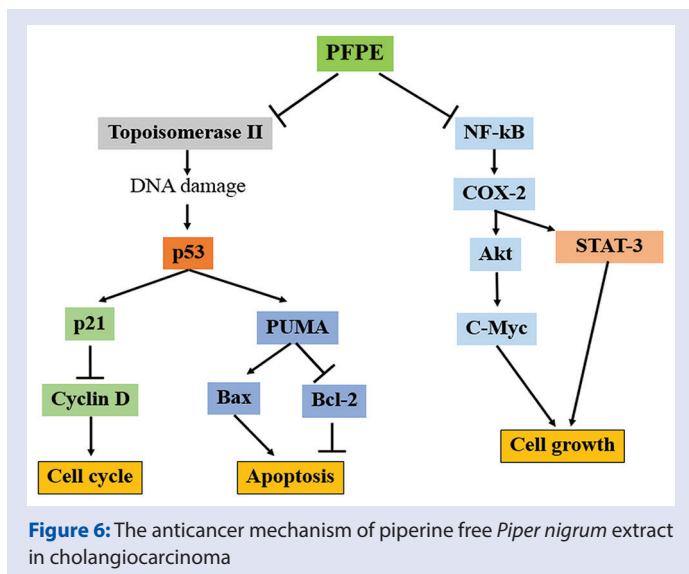 PFPE
Topoisomerase II
NF-kB
DNA damage
COX-2
p53
Akt
STAT-3
p21
PUMA
C-Myc
Cyclin D
Bax
Bcl-2
Cell growth
Cell cycle
Apoptosis
Figure 6: The anticancer mechanism of piperine free Piper nigrum extract
in cholangiocarcinoma